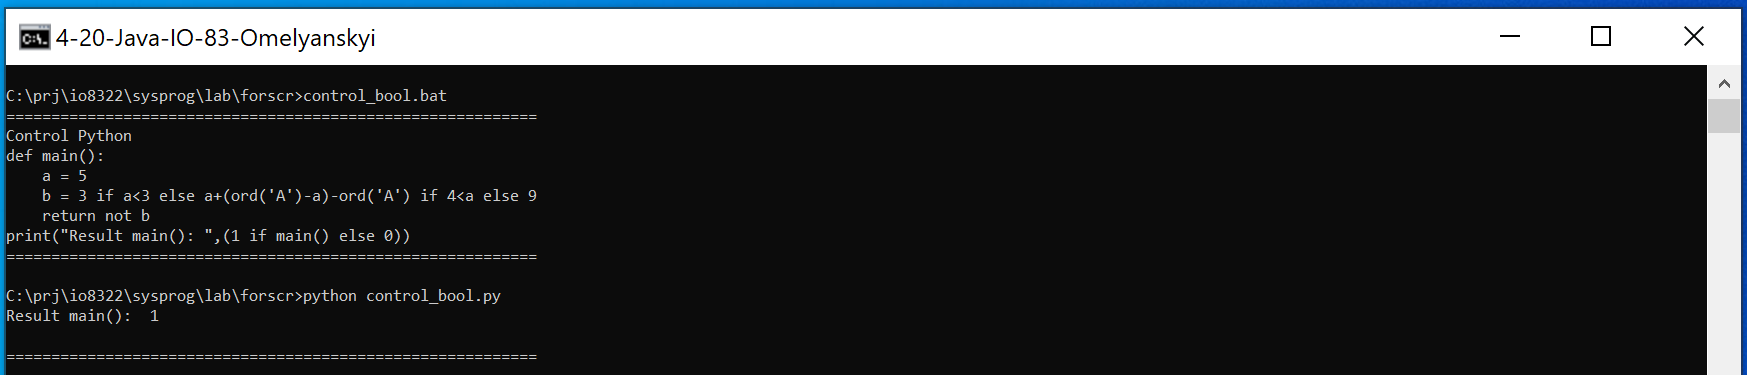 4-20-Java-IO-83-Omelyanskyi
C:\prj\io8322\sysprog\lab\forscr>control_bool.bat
===========================================================
Control Python
def main():
    a = 5
    b = 3 if a<3 else a+(ord('A')-a)-ord('A') if 4<a else 9
    return not b
print("Result main(): ",(1 if main() else 0))
===========================================================
C:\prj\io8322\sysprog\lab\forscr>python control_bool.py
Result main():  1
===========================================================